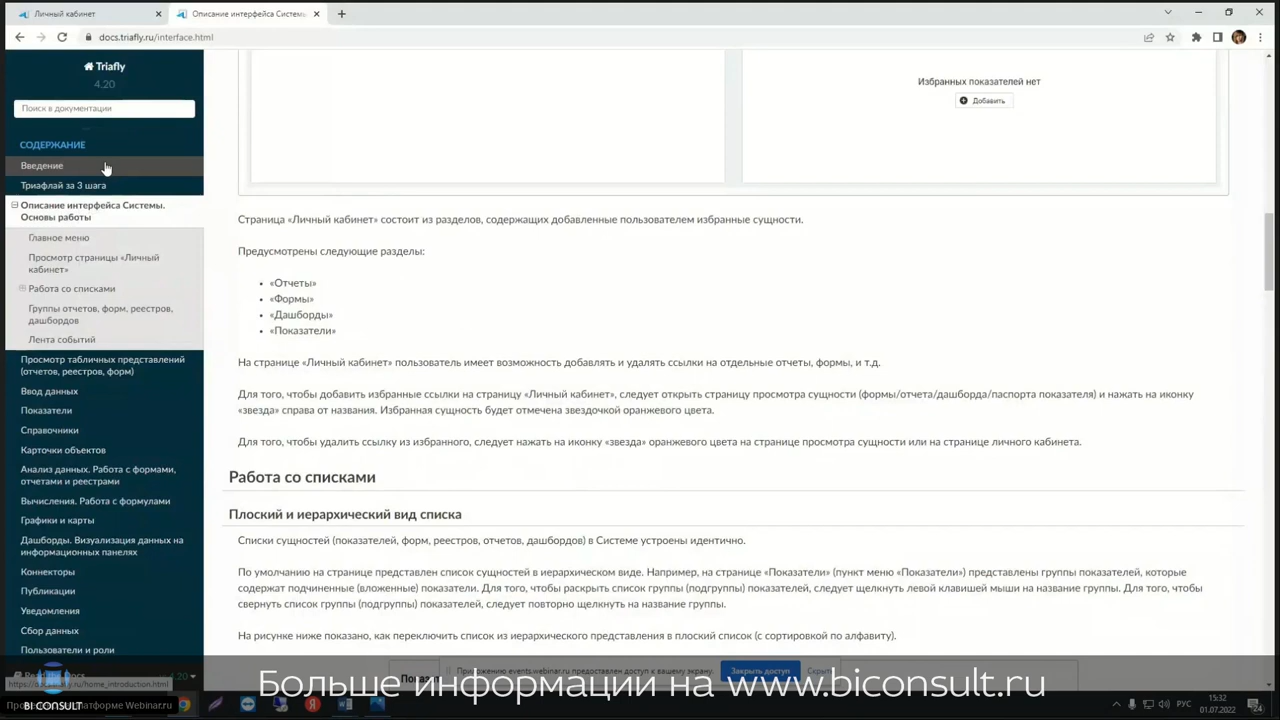 Личный кабинет
Описание интерфейса Системы
docs.triafly.ru/interface.html
Triafly
4.20
Поиск в документации
СОДЕРЖАНИЕ
Введение
Триафлай за 3 шага
Описание интерфейса Системы.
Основы работы
Главное меню
Просмотр страницы «Личный
кабинет»
Работа со списками
Группы отчетов, форм, реестров,
дашбордов
Лента событий
Просмотр табличных представлений
(отчетов, реестров, форм)
Ввод данных
Показатели
Справочники
Карточки объектов
Анализ данных. Работа с формами,
отчетами и реестрами
Вычисления. Работа с формулами
Графики и карты
Дашборды. Визуализация данных на
информационных панелях
Коннекторы
Публикации
Уведомления
Сбор данных
Пользователи и роли
Избранных показателей нет
Добавить
Страница «Личный кабинет» состоит из разделов, содержащих добавленные пользователем избранные сущности.
Предусмотрены следующие разделы:
• «Отчеты»
• «Формы»
• «Дашборды»
• «Показатели»
На странице «Личный кабинет» пользователь имеет возможность добавлять и удалять ссылки на отдельные отчеты, формы, и т.д.
Для того, чтобы добавить избранные ссылки на страницу «Личный кабинет», следует открыть страницу просмотра сущности (формы/отчета/дашборда/паспорта показателя) и нажать на иконку
«звезда» справа от названия. Избранная сущность будет отмечена звездочкой оранжевого цвета.
Для того, чтобы удалить ссылку из избранного, следует нажать на иконку «звезда» оранжевого цвета на странице просмотра сущности или на странице личного кабинета.
Работа со списками
Плоский и иерархический вид списка
Списки сущностей (показателей, форм, реестров, отчетов, дашбордов) в Системе устроены идентично.
По умолчанию на странице представлен список сущностей в иерархическом виде. Например, на странице «Показатели» (пункт меню «Показатели») представлены группы показателей, которые
содержат подчиненные (вложенные) показатели. Для того, чтобы раскрыть список группы (подгруппы) показателей, следует щелкнуть левой клавишей мыши на название группы. Для того, чтобы
свернуть список группы (подгруппы) показателей, следует повторно щелкнуть на название группы.
На рисунке ниже показано, как переключить список из иерархического представления в плоский список (с сортировкой по алфавиту).
Приложению events.webinar.ru предоставлен доступ к вашему экрану.
Закрыть доступ
4.20
Больше информации на www.biconsult.ru
BI CONSULT
РУС
15:32
01.07.2022
24